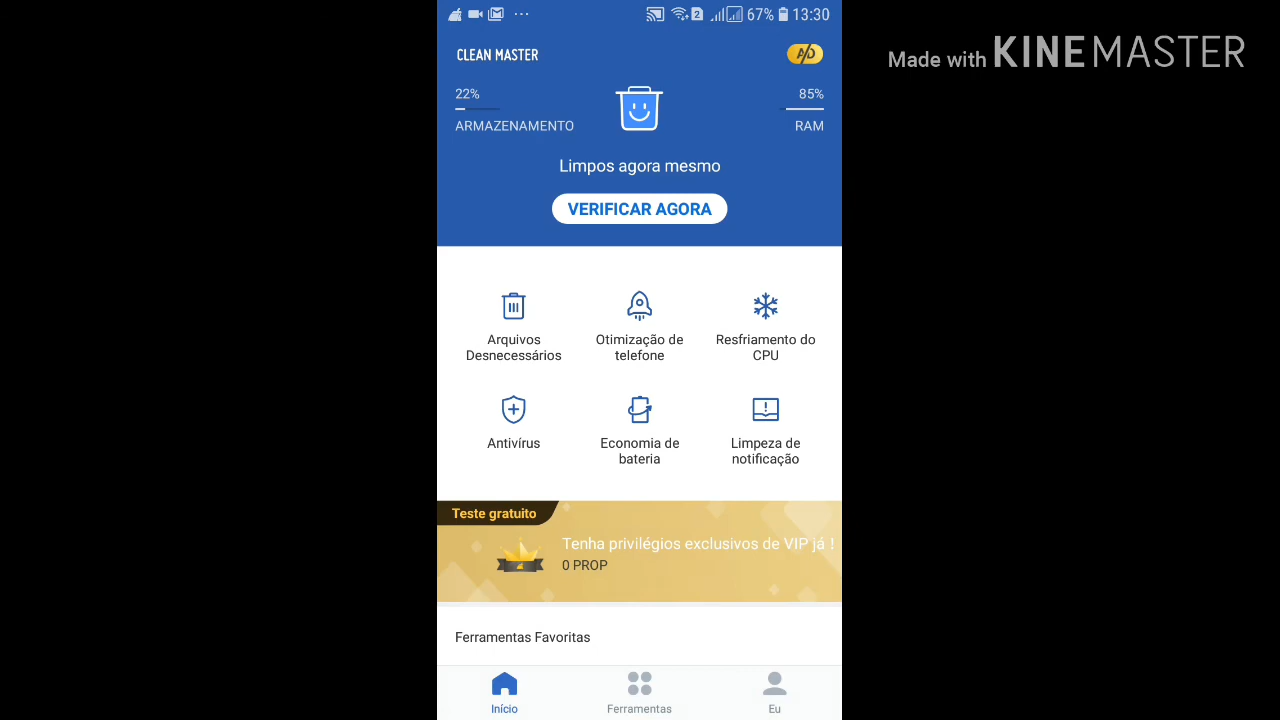 67% 13:30
Made with KINEMASTER
CLEAN MASTER
AD
22%
85%
ARMAZENAMENTO
RAM
Limpos agora mesmo
VERIFICAR AGORA
Arquivos
Desnecessários
Otimização de
telefone
Resfriamento do
CPU
Antivírus
Economia de
bateria
Limpeza de
notificação
Teste gratuito
Tenha privilégios exclusivos de VIP já !
0 PROP
Ferramentas Favoritas
Início
Ferramentas
Eu